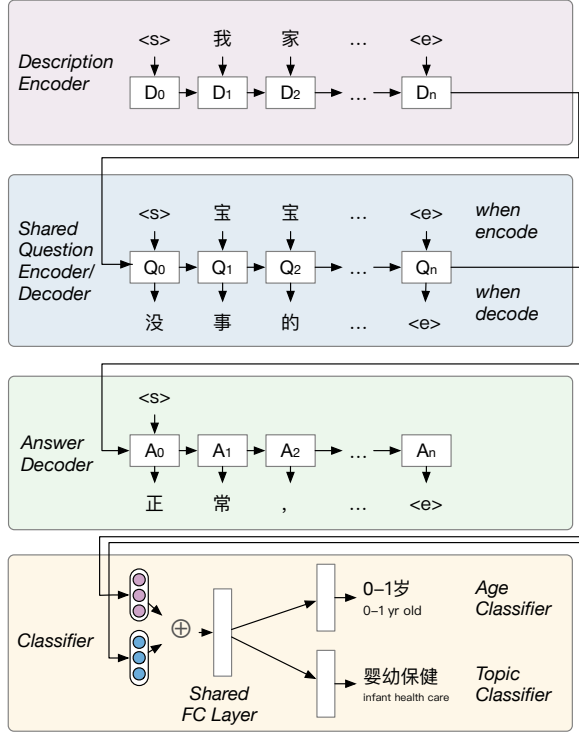 Description
Encoder
<s> 我 家 … <e>
D0 D1 D2 … Dn
Shared
Question
Encoder/
Decoder
<s> 宝 宝 … <e>
when
encode
Q0 Q1 Q2 … Qn
when
decode
没 事 的 … <e>
Answer
Decoder
<s>
A0 A1 A2 … An
正 常 , … <e>
Classifier
0–1岁
0–1 yr old
Age
Classifier
Shared
FC Layer
婴幼保健
infant health care
Topic
Classifier